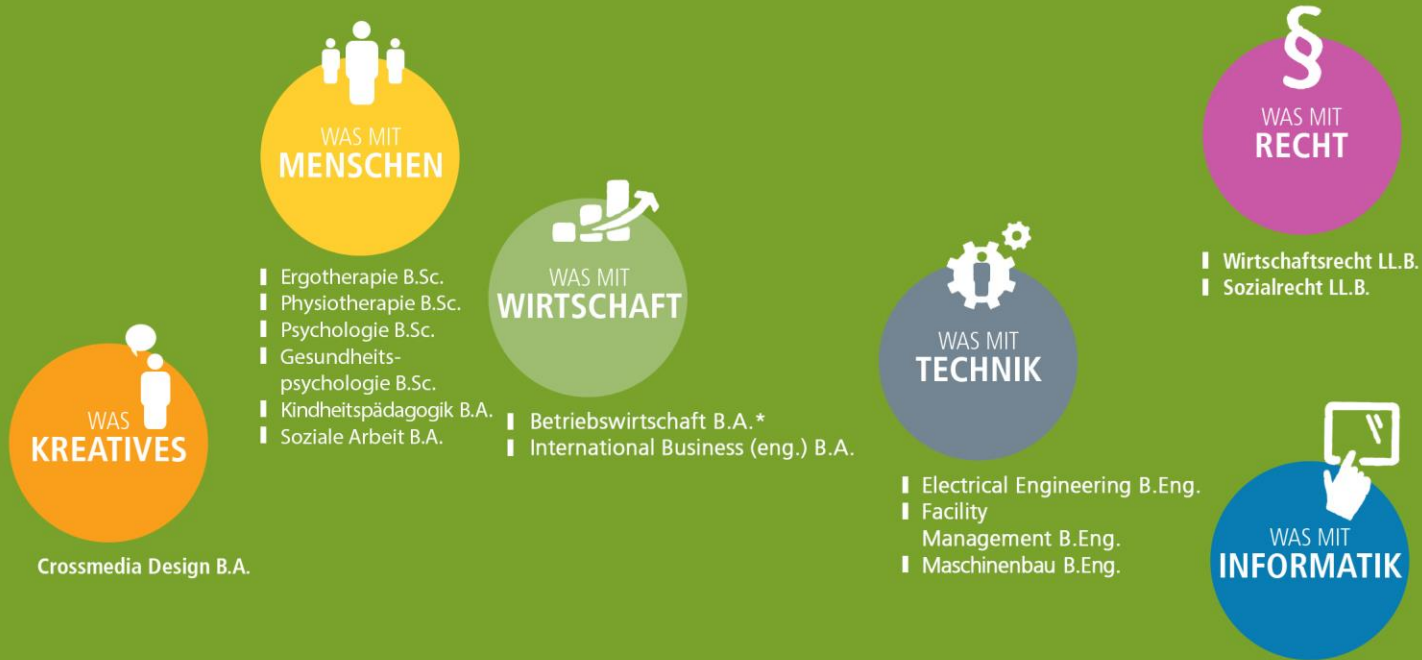 WAS
KREATIVES
Crossmedia Design B.A.
WAS MIT
MENSCHEN
Ergotherapie B.Sc.
Physiotherapie B.Sc.
Psychologie B.Sc.
Gesundheits-
psychologie B.Sc.
Kindheitspädagogik B.A.
Soziale Arbeit B.A.
WAS MIT
WIRTSCHAFT
Betriebswirtschaft B.A.*
International Business (eng.) B.A.
WAS MIT
TECHNIK
Electrical Engineering B.Eng.
Facility
Management B.Eng.
Maschinenbau B.Eng.
§
WAS MIT
RECHT
Wirtschaftsrecht LL.B.
Sozialrecht LL.B.
WAS MIT
INFORMATIK